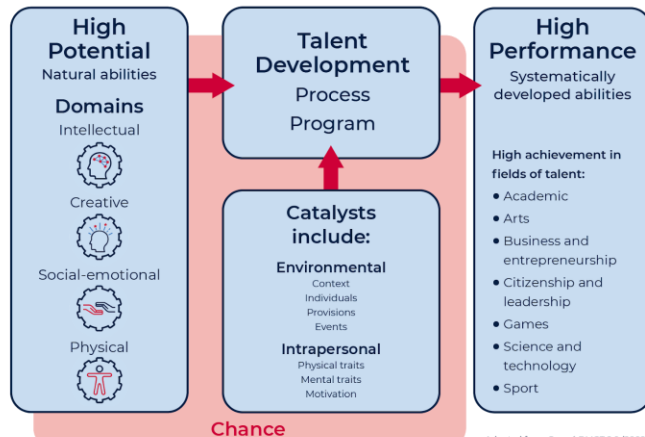 High
Potential
Natural abilities
Domains
Intellectual
Creative
Social-emotional
Physical
Talent
Development
Process
Program
Catalysts
include:
Environmental
Context
Individuals
Provisions
Events
Intrapersonal
Physical traits
Mental traits
Motivation
Chance
High
Performance
Systematically
developed abilities
High achievement in
fields of talent:
• Academic
• Arts
• Business and
entrepreneurship
• Citizenship and
leadership
• Games
• Science and
technology
• Sport